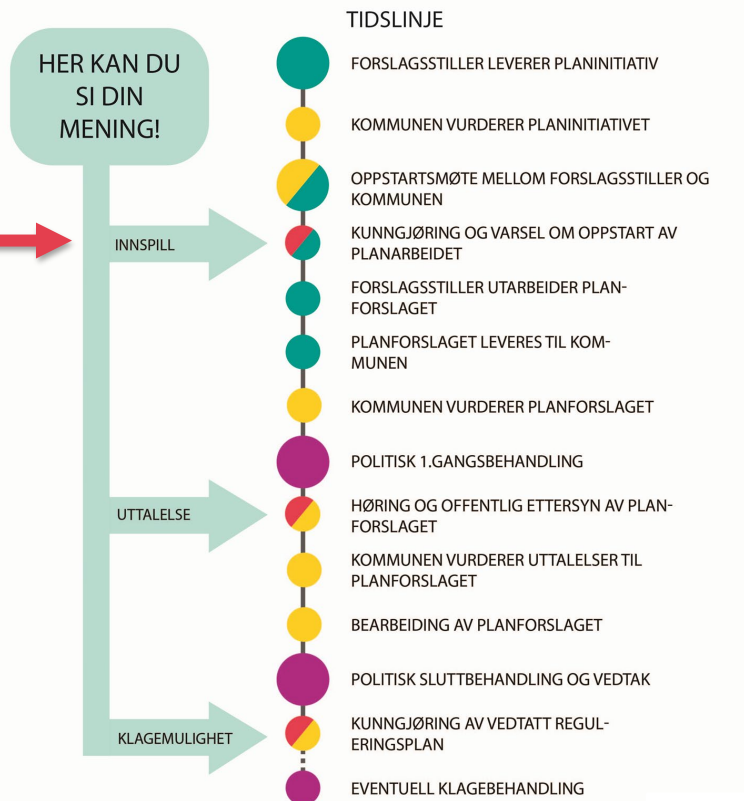 TIDSLINJE
HER KAN DU
SI DIN
MENING!
FORSLAGSSTILLER LEVERER PLANINITIATIV
KOMMUNEN VURDERER PLANINITIATIVET
OPPSTARTSMØTE MELLOM FORSLAGSSTILLER OG
KOMMUNEN
INNSPILL
KUNNGJØRING OG VARSEL OM OPPSTART AV
PLANARBEIDET
FORSLAGSSTILLER UTARBEIDER PLAN-
FORSLAGET
PLANFORSLAGET LEVERES TIL KOM-
MUNEN
KOMMUNEN VURDERER PLANFORSLAGET
POLITISK 1.GANGSBEHANDLING
UTTALELSE
HØRING OG OFFENTLIG ETTERSYN AV PLAN-
FORSLAGET
KOMMUNEN VURDERER UTTALELSER TIL
PLANFORSLAGET
BEARBEIDING AV PLANFORSLAGET
POLITISK SLUTTBEHANDLING OG VEDTAK
KLAGEMULIGHET
KUNNGJØRING AV VEDTATT REGUL-
ERINGSPLAN
EVENTUELL KLAGEBEHANDLING